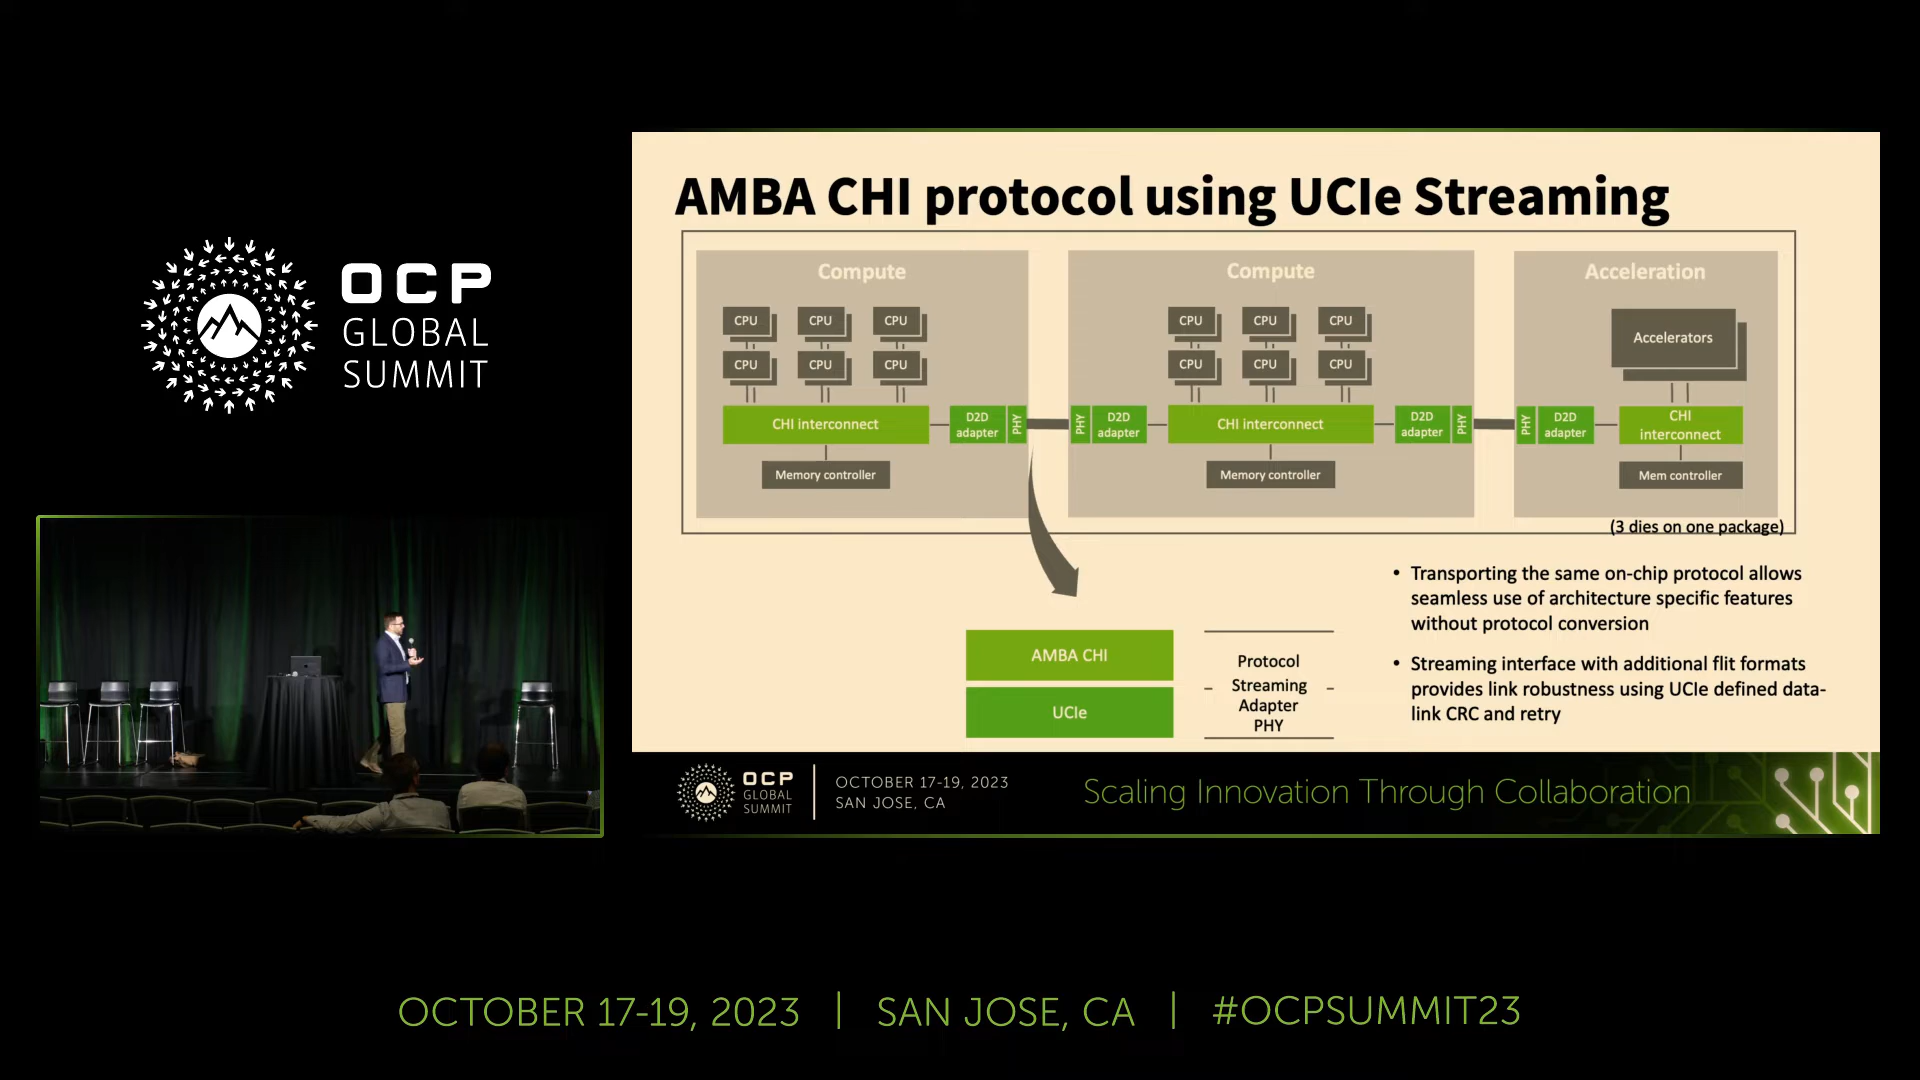 OCP
GLOBAL
SUMMIT
AMBA CHI protocol using UCIe Streaming
Compute
CPU CPU CPU
CPU CPU CPU
CHI interconnect
D2D
adapter
PHY
Memory controller
Compute
CPU CPU CPU
CPU CPU CPU
PHY
D2D
adapter
CHI interconnect
D2D
adapter
PHY
Memory controller
Acceleration
Accelerators
PHY
D2D
adapter
CHI
interconnect
Mem controller
(3 dies on one package)
AMBA CHI
UCIe
Protocol
Streaming
Adapter
PHY
• Transporting the same on-chip protocol allows
seamless use of architecture specific features
without protocol conversion
• Streaming interface with additional flit formats
provides link robustness using UCIe defined data-
link CRC and retry
OCP
GLOBAL
SUMMIT
OCTOBER 17-19, 2023
SAN JOSE, CA
Scaling Innovation Through Collaboration
OCTOBER 17-19, 2023 | SAN JOSE, CA | #OCPSUMMIT23